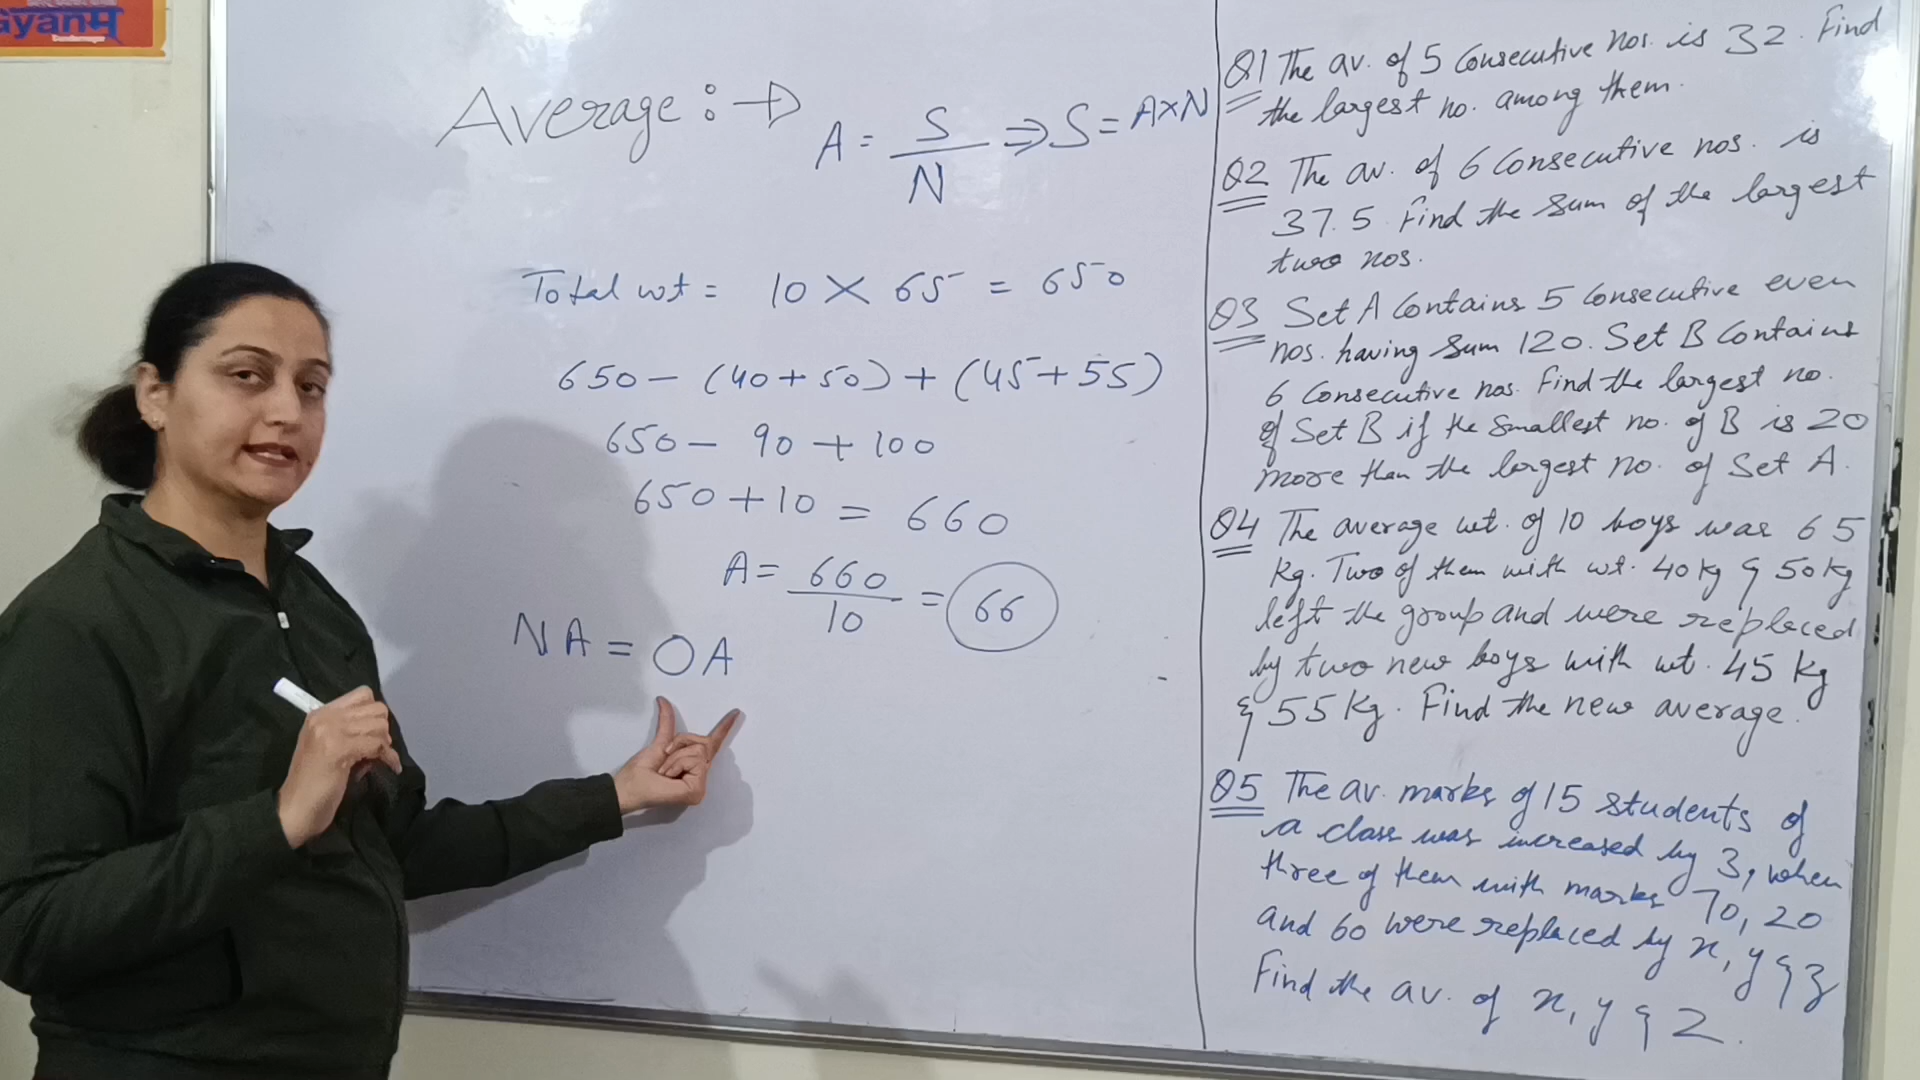 Gyanम्
Average :→
A = S/N ⇒ S = A×N
Total wt = 10 × 65 = 650
650 – (40+50) + (45+55)
650 – 90 + 100
650 + 10 = 660
A = 660/10 = 66
NA = OA
Q1 The av. of 5 Consecutive nos. is 32. Find
the largest no. among them.
Q2 The av. of 6 Consecutive nos. is
37.5. Find the sum of the largest
two nos.
Q3 Set A Contains 5 Consecutive even
nos. having sum 120. Set B Contains
6 Consecutive nos. Find the largest no.
of Set B if the smallest no. of B is 20
more than the largest no. of Set A.
Q4 The average wt. of 10 boys was 65
kg. Two of them with wt. 40 kg & 50 kg
left the group and were replaced
by two new boys with wt. 45 kg
& 55 kg. Find the new average.
Q5 The av. marks of 15 students of
a class was increased by 3, when
three of them with marks 70, 20
and 60 were replaced by x, y & z
Find the av. of x, y & z.